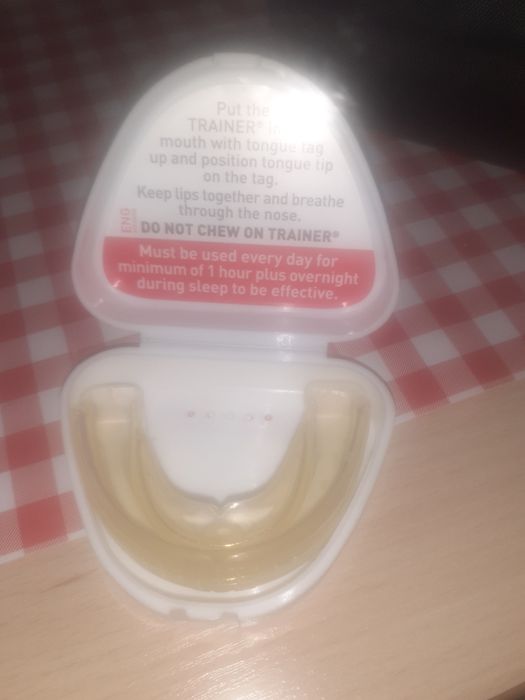 Put the
TRAINER®
mouth with tongue tag
up and position tongue tip
on the tag.
Keep lips together and breathe
through the nose.
ENG
DO NOT CHEW ON TRAINER®
Must be used every day for
minimum of 1 hour plus overnight
during sleep to be effective.